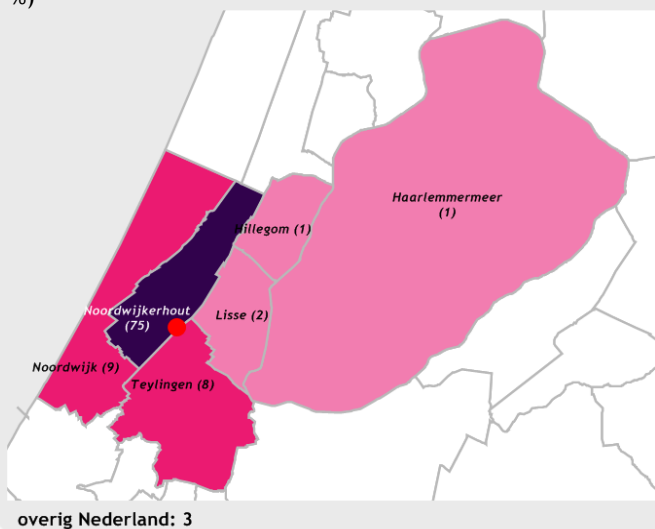 %)
Haarlemmermeer
(1)
Hillegom (1)
Noordwijkerhout
(75)
Lisse (2)
Noordwijk (9)
Teylingen (8)
overig Nederland: 3